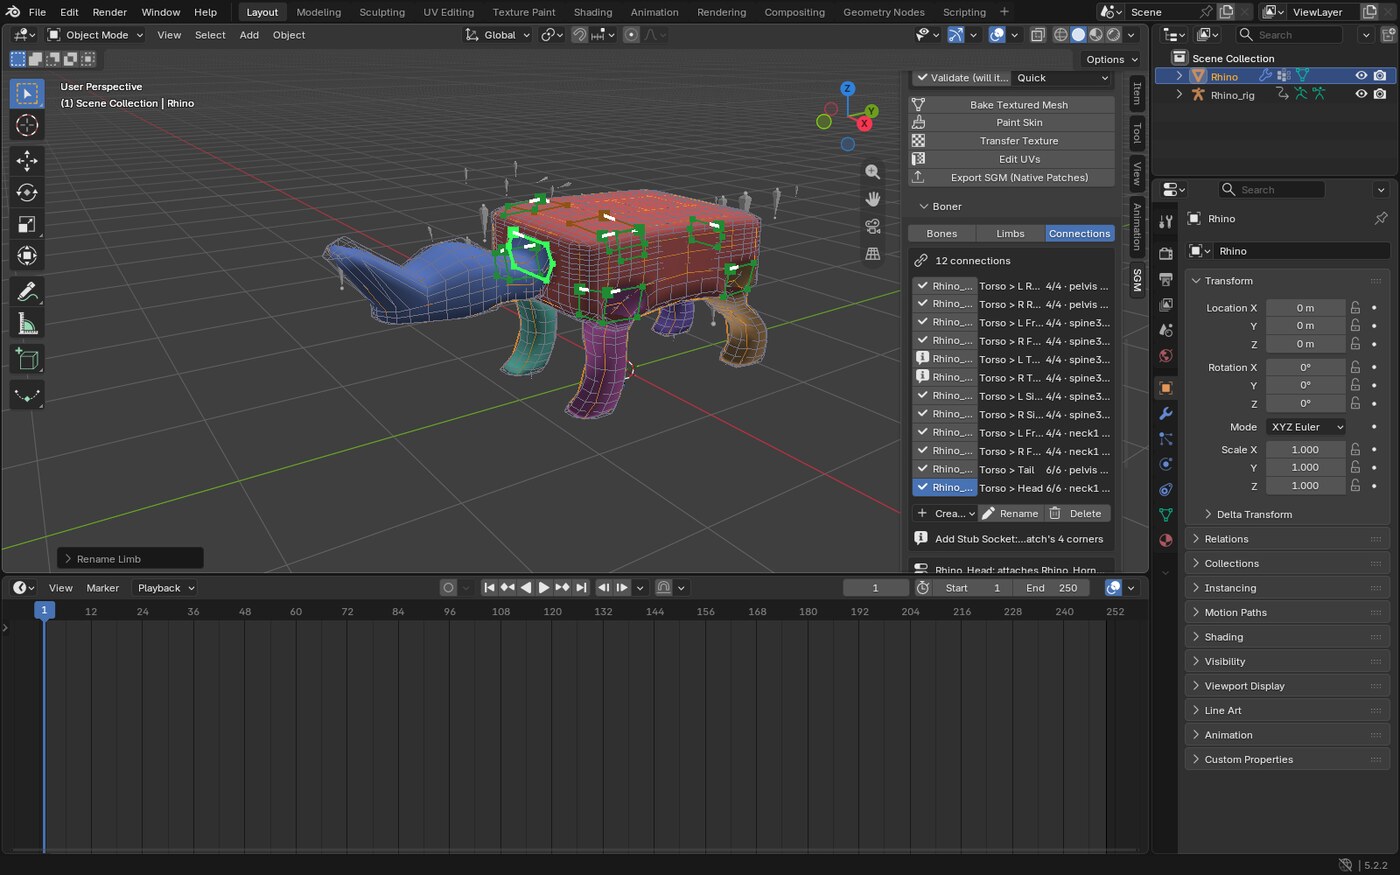 File Edit Render Window Help Layout Modeling Sculpting UV Editing Texture Paint Shading Animation Rendering Compositing Geometry Nodes Scripting + Scene ViewLayer
Object Mode View Select Add Object Global Search
Options
User Perspective
(1) Scene Collection | Rhino
Z
Y
X
Validate (will it... Quick
Bake Textured Mesh
Paint Skin
Transfer Texture
Edit UVs
Export SGM (Native Patches)
Boner
Bones Limbs Connections
12 connections
Rhino_... Torso > L R... 4/4 · pelvis ...
Rhino_... Torso > R R... 4/4 · pelvis ...
Rhino_... Torso > L Fr... 4/4 · spine3...
Rhino_... Torso > R F... 4/4 · spine3...
Rhino_... Torso > L T... 4/4 · spine3...
Rhino_... Torso > R T... 4/4 · spine3...
Rhino_... Torso > L Si... 4/4 · spine3...
Rhino_... Torso > R Si... 4/4 · spine3...
Rhino_... Torso > L Fr... 4/4 · neck1 ...
Rhino_... Torso > R F... 4/4 · neck1 ...
Rhino_... Torso > Tail 6/6 · pelvis ...
Rhino_... Torso > Head 6/6 · neck1 ...
Crea... Rename Delete
Add Stub Socket:...atch's 4 corners
Rhino_Head: attaches Rhino_Horn...
Item
Tool
View
Animation
SGM
Rename Limb
Scene Collection
Rhino
Rhino_rig
Search
Rhino
Rhino
Transform
Location X 0 m
Y 0 m
Z 0 m
Rotation X 0°
Y 0°
Z 0°
Mode XYZ Euler
Scale X 1.000
Y 1.000
Z 1.000
Delta Transform
Relations
Collections
Instancing
Motion Paths
Shading
Visibility
Viewport Display
Line Art
Animation
Custom Properties
View Marker Playback 1 Start 1 End 250
1 12 24 36 48 60 72 84 96 108 120 132 144 156 168 180 192 204 216 228 240 252
5.2.2